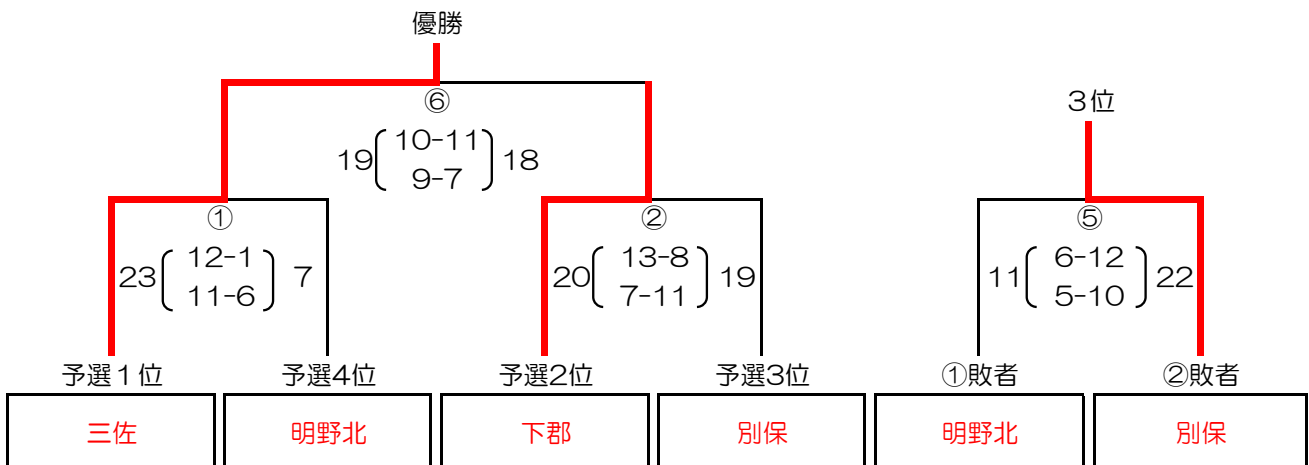 優勝
⑥
3位
19 10-11 18
9-7
① ② ⑤
23 12-1 7 20 13-8 19 11 6-12 22
11-6 7-11 5-10
予選1位 予選4位 予選2位 予選3位 ①敗者 ②敗者
三佐 明野北 下郡 別保 明野北 別保